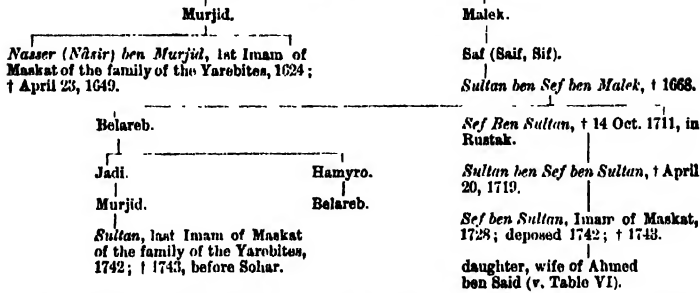 Murjid.
Malek.
Nasser (Nâsir) ben Murjid, 1st Imam of
Maskat of the family of the Yarebites, 1624;
† April 23, 1649.
Saf (Saif, Sif).
Sultan ben Sef ben Malek, † 1668.
Belareb.
Sef Ben Sultan, † 14 Oct. 1711, in
Rustak.
Jadi.
Hamyro.
Sultan ben Sef ben Sultan, † April
20, 1719.
Murjid.
Belareb.
Sef ben Sultan, Imam of Maskat,
1728; deposed 1742; † 1743.
Sultan, last Imam of Maskat
of the family of the Yarebites,
1742; † 1743, before Sohar.
daughter, wife of Ahmed
ben Said (v. Table VI).